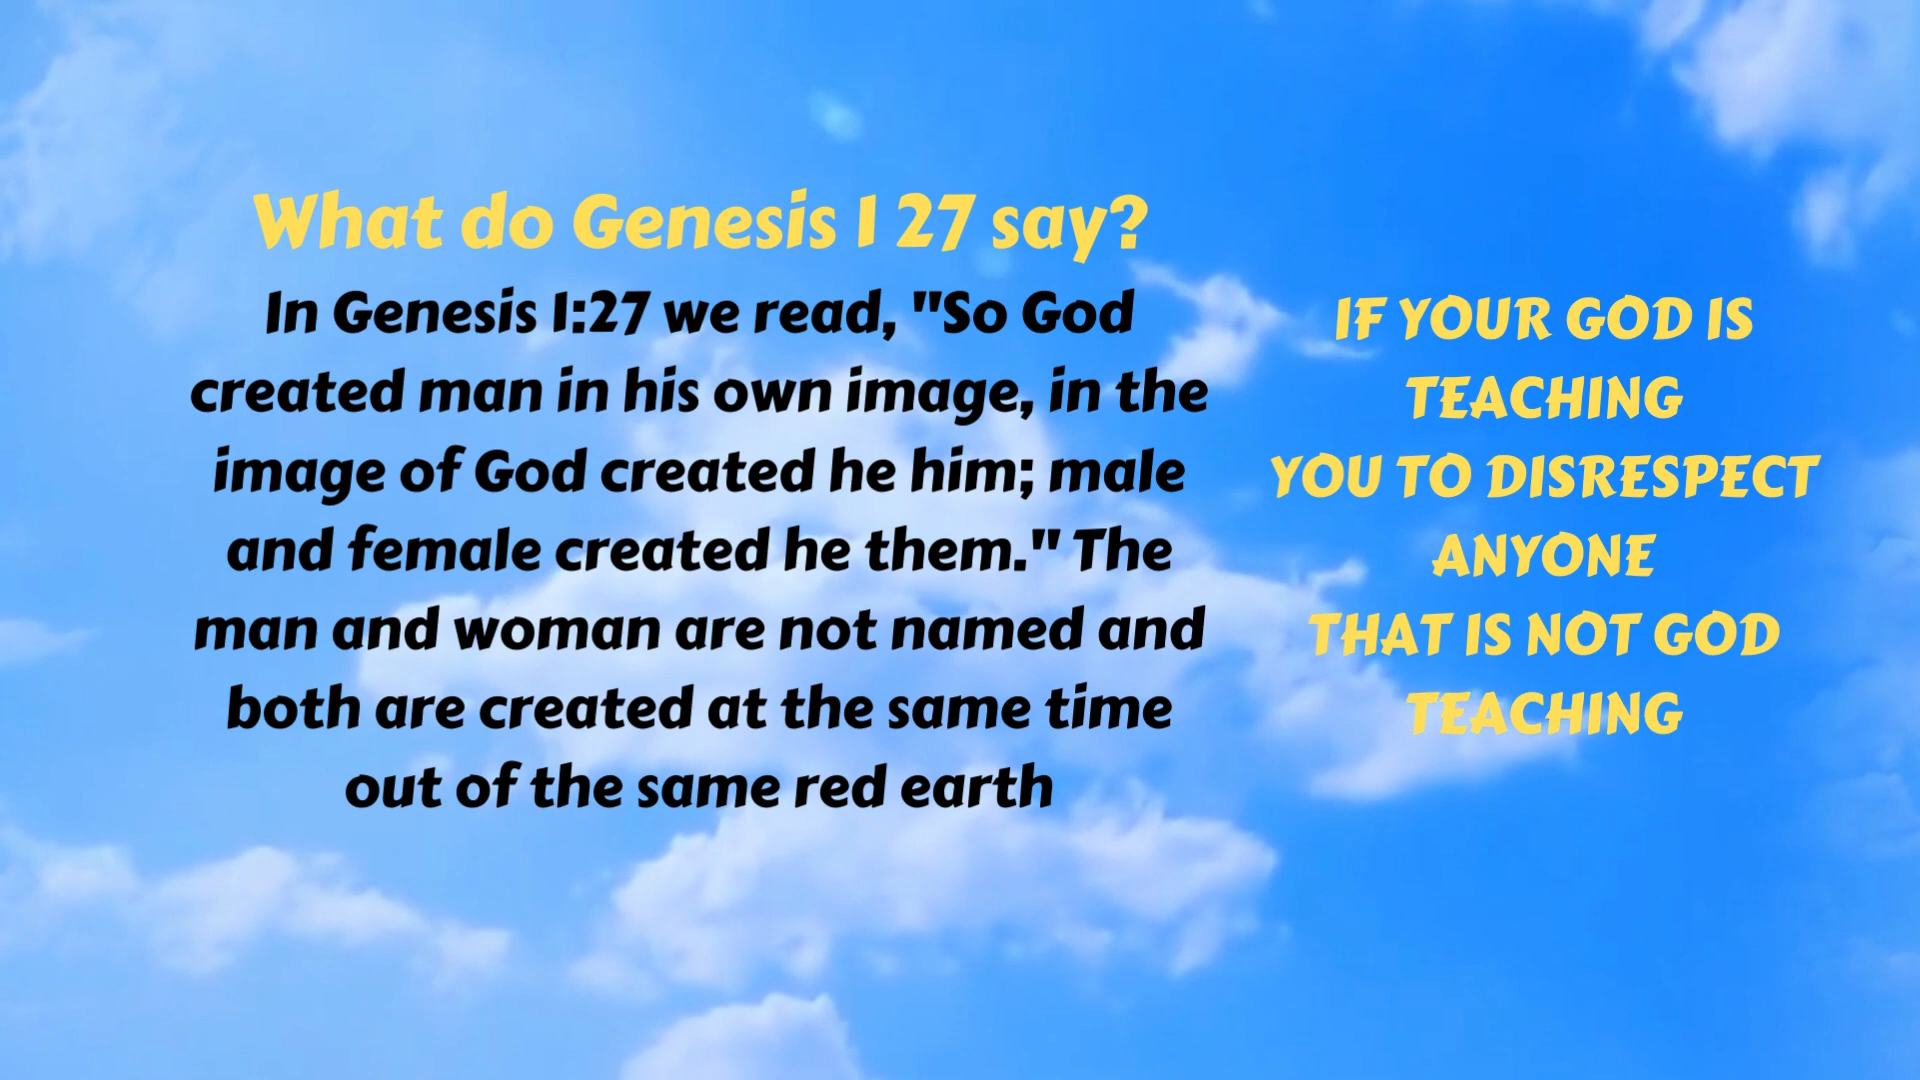 What do Genesis 1 27 say?
In Genesis 1:27 we read, "So God
created man in his own image, in the
image of God created he him; male
and female created he them." The
man and woman are not named and
both are created at the same time
out of the same red earth
IF YOUR GOD IS
TEACHING
YOU TO DISRESPECT
ANYONE
THAT IS NOT GOD
TEACHING